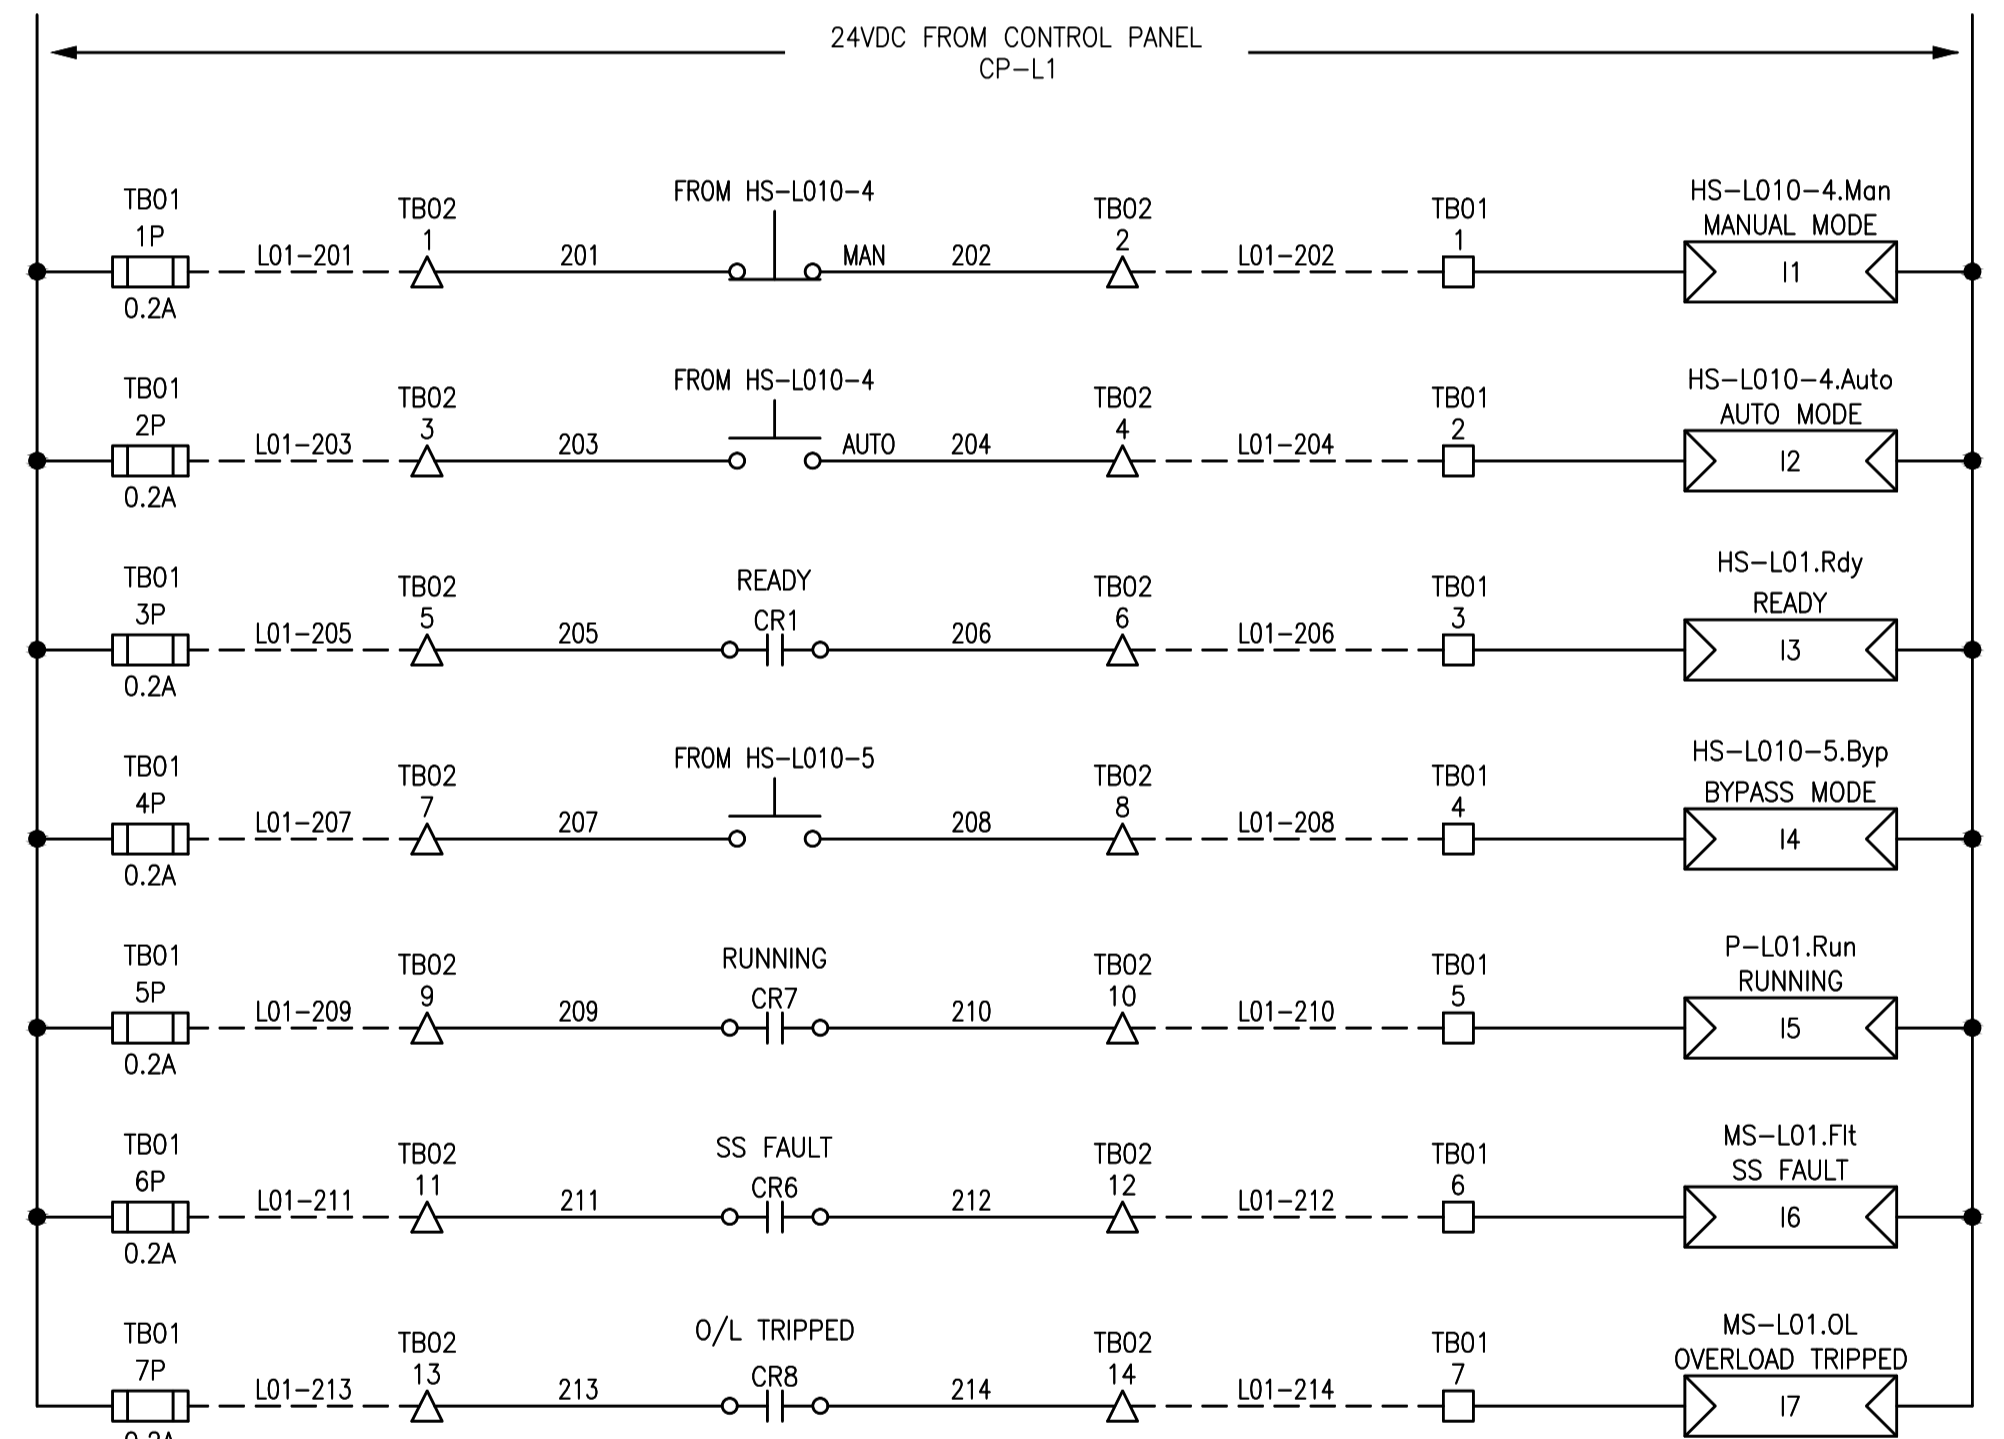 24VDC FROM CONTROL PANEL
CP-L1
TB01
1P
0.2A
L01-201
TB02
1
201
FROM HS-L010-4
MAN
202
TB02
2
L01-202
TB01
1
HS-L010-4.Man
MANUAL MODE
I1
TB01
2P
0.2A
L01-203
TB02
3
203
FROM HS-L010-4
AUTO
204
TB02
4
L01-204
TB01
2
HS-L010-4.Auto
AUTO MODE
I2
TB01
3P
0.2A
L01-205
TB02
5
205
READY
CR1
206
TB02
6
L01-206
TB01
3
HS-L01.Rdy
READY
I3
TB01
4P
0.2A
L01-207
TB02
7
207
FROM HS-L010-5
208
TB02
8
L01-208
TB01
4
HS-L010-5.Byp
BYPASS MODE
I4
TB01
5P
0.2A
L01-209
TB02
9
209
RUNNING
CR7
210
TB02
10
L01-210
TB01
5
P-L01.Run
RUNNING
I5
TB01
6P
0.2A
L01-211
TB02
11
211
SS FAULT
CR6
212
TB02
12
L01-212
TB01
6
MS-L01.Flt
SS FAULT
I6
TB01
7P
0.2A
L01-213
TB02
13
213
O/L TRIPPED
CR8
214
TB02
14
L01-214
TB01
7
MS-L01.OL
OVERLOAD TRIPPED
I7